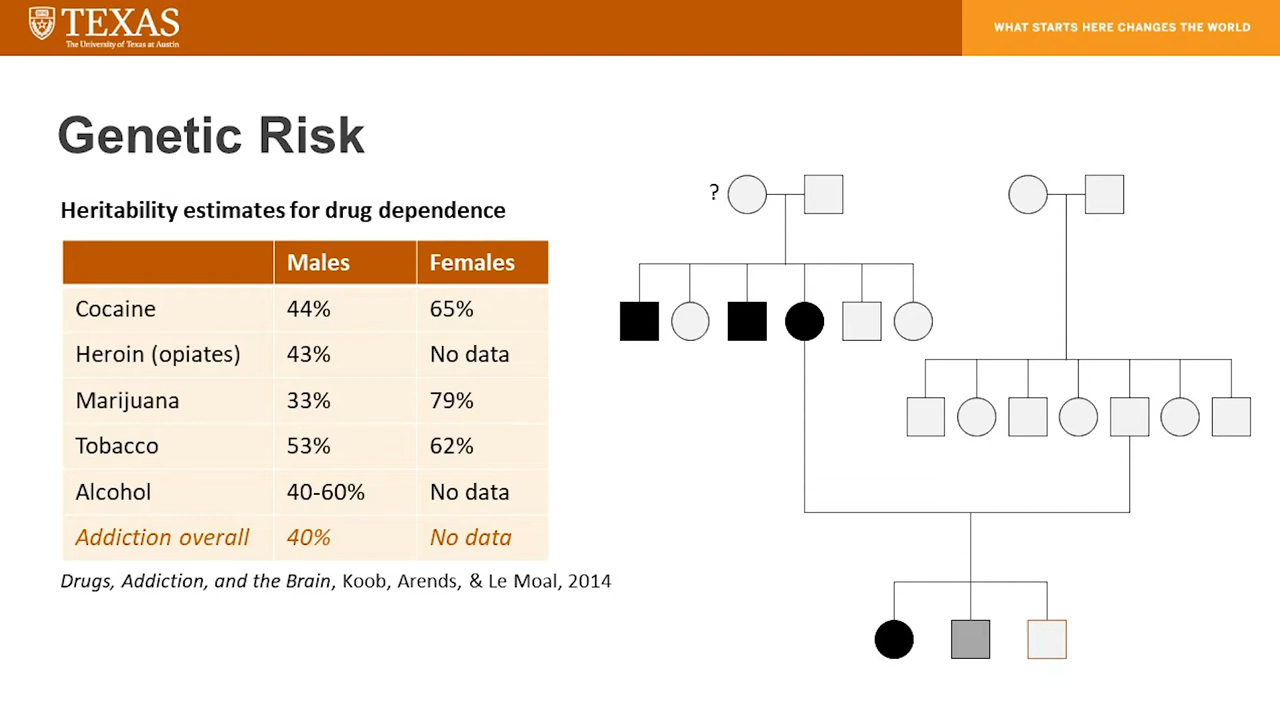 TEXAS
The University of Texas at Austin
WHAT STARTS HERE CHANGES THE WORLD
Genetic Risk
Heritability estimates for drug dependence
Males Females
Cocaine 44% 65%
Heroin (opiates) 43% No data
Marijuana 33% 79%
Tobacco 53% 62%
Alcohol 40-60% No data
Addiction overall 40% No data
Drugs, Addiction, and the Brain, Koob, Arends, & Le Moal, 2014
?